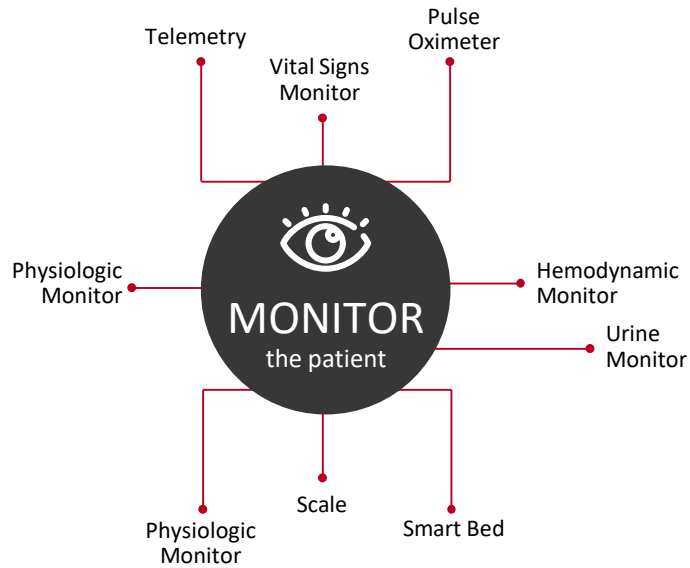 Telemetry
Pulse
Oximeter
Vital Signs
Monitor
Physiologic
Monitor
Hemodynamic
Monitor
MONITOR
the patient
Urine
Monitor
Physiologic
Monitor
Scale
Smart Bed